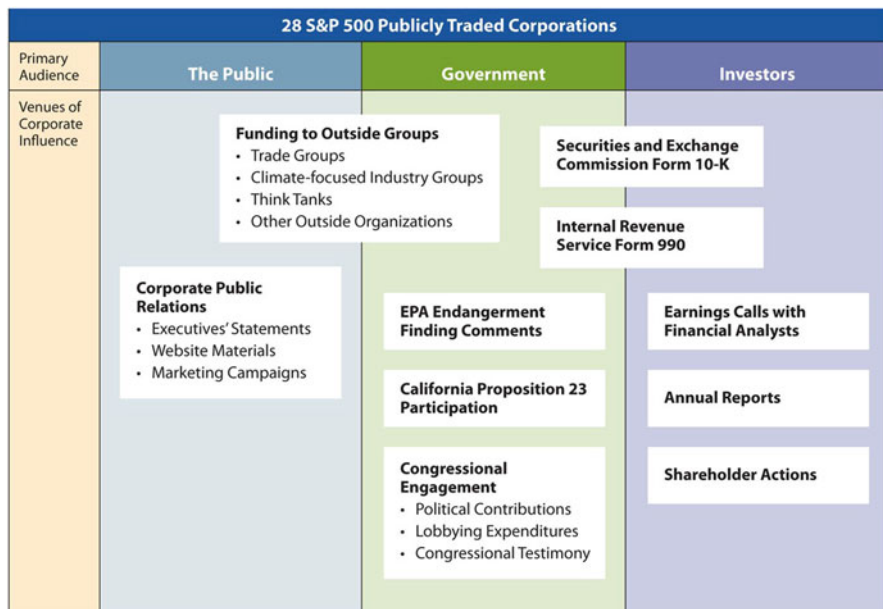 28 S&P 500 Publicly Traded Corporations
Primary
Audience
The Public
Government
Investors
Venues of
Corporate
Influence
Funding to Outside Groups
• Trade Groups
• Climate-focused Industry Groups
• Think Tanks
• Other Outside Organizations
Securities and Exchange
Commission Form 10-K
Internal Revenue
Service Form 990
Corporate Public
Relations
• Executives' Statements
• Website Materials
• Marketing Campaigns
EPA Endangerment
Finding Comments
Earnings Calls with
Financial Analysts
California Proposition 23
Participation
Annual Reports
Congressional
Engagement
• Political Contributions
• Lobbying Expenditures
• Congressional Testimony
Shareholder Actions